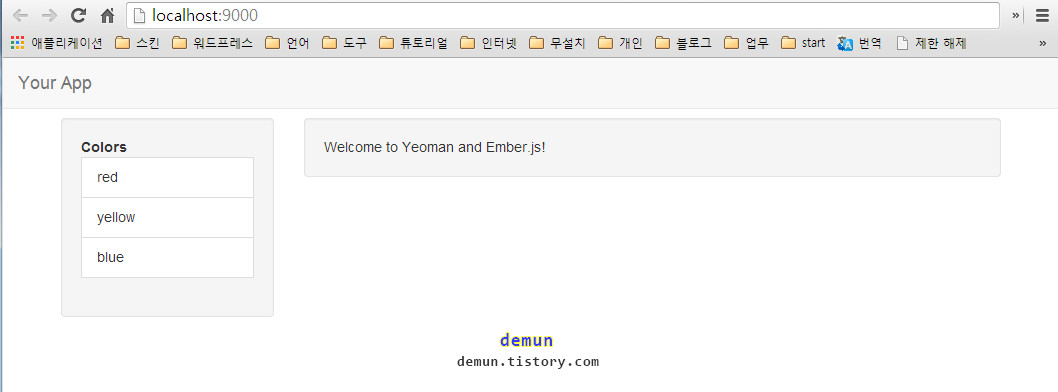 localhost:9000
»
애플리케이션 스킨 워드프레스 언어 도구 튜토리얼 인터넷 무설치 개인 블로그 업무 start 번역 제한 해제 »
Your App
Colors
red
yellow
blue
Welcome to Yeoman and Ember.js!
demun
demun.tistory.com